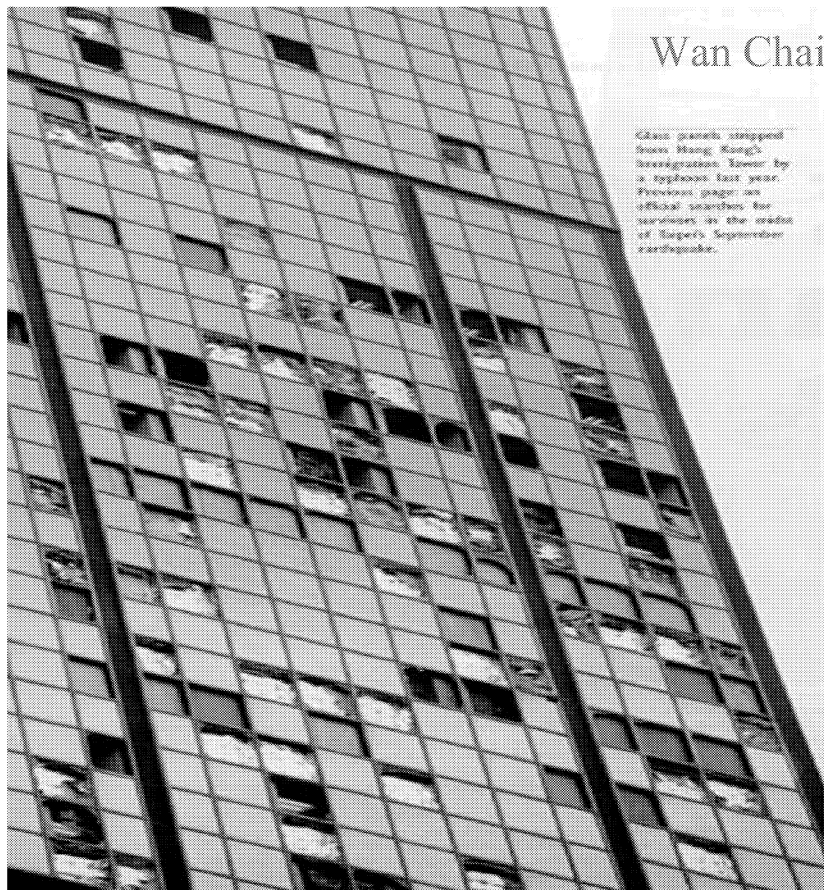 Wan Chai
Glass panels stripped
from Hong Kong's
Immigration Tower by
a typhoon last year.
Previous page: an
official searches for
survivors in the midst
of Taipei's September
earthquake.